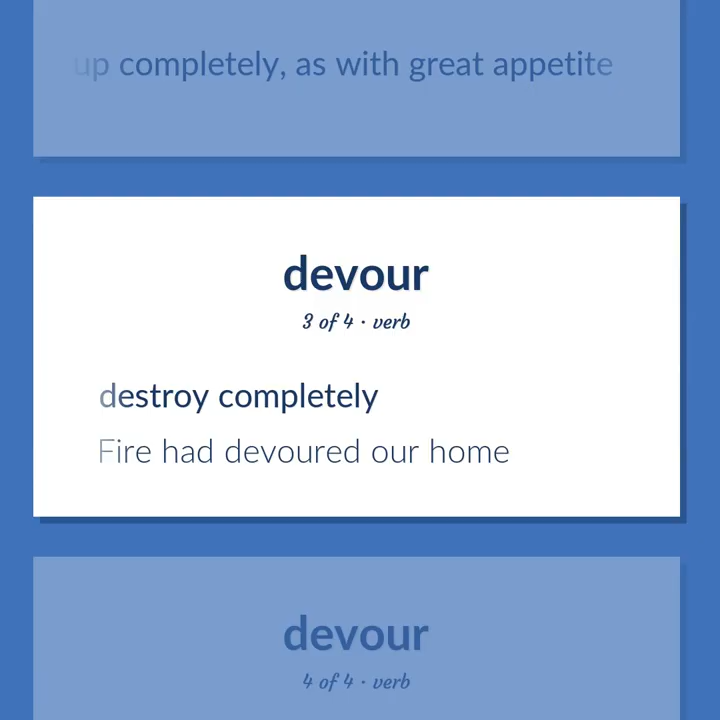 up completely, as with great appetite
devour
3 of 4 · verb
destroy completely
Fire had devoured our home
devour
4 of 4 · verb